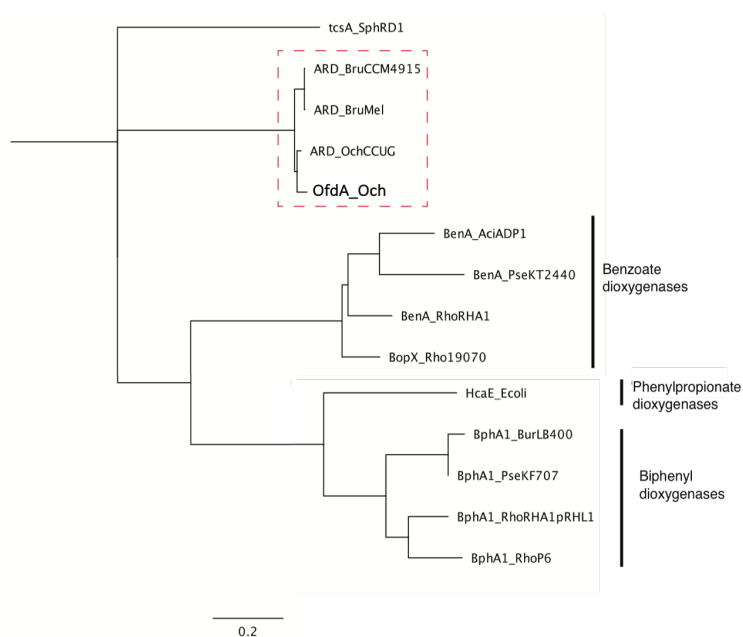 tcsA_SphRD1
ARD_BruCCM4915
ARD_BruMel
ARD_OchCCUG
OfdA_Och
BenA_AciADP1
BenA_PseKT2440
BenA_RhoRHA1
BopX_Rho19070
Benzoate
dioxygenases
HcaE_Ecoli
Phenylpropionate
dioxygenases
BphA1_BurLB400
BphA1_PseKF707
BphA1_RhoRHA1pRHL1
BphA1_RhoP6
Biphenyl
dioxygenases
0.2